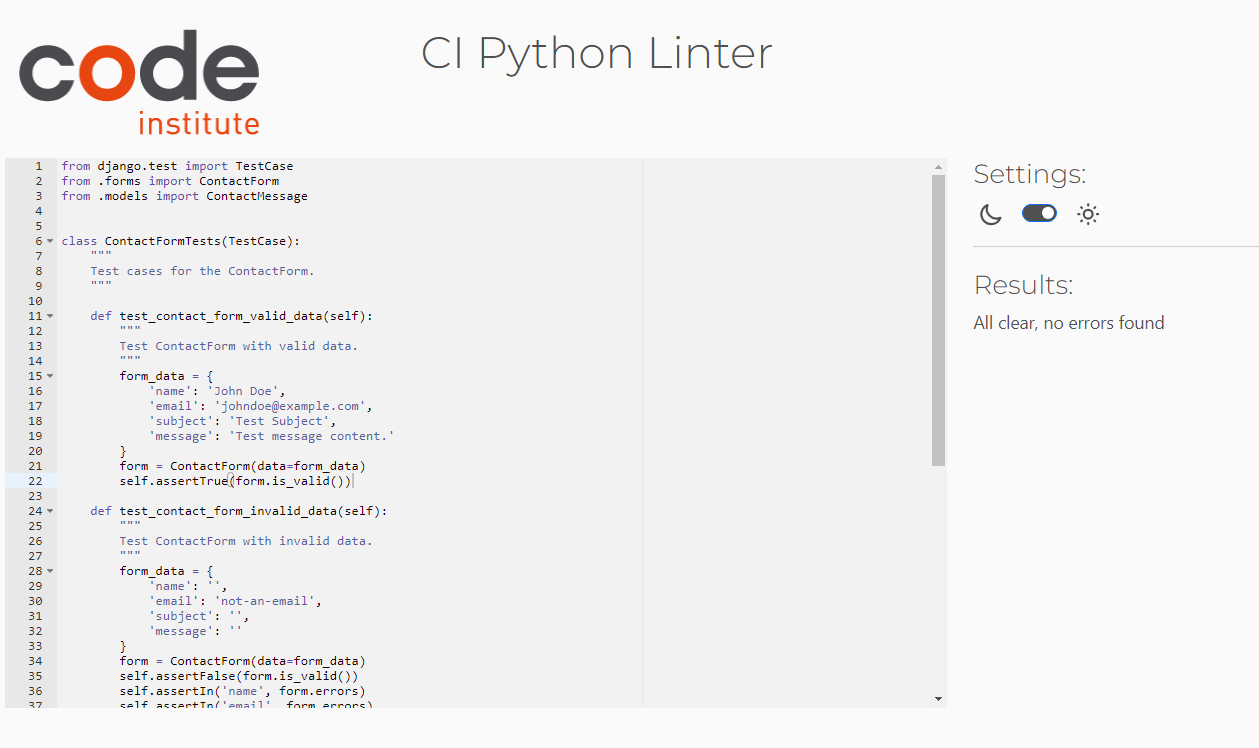 code
institute
CI Python Linter
1 from django.test import TestCase
2 from .forms import ContactForm
3 from .models import ContactMessage
4
5
6 class ContactFormTests(TestCase):
7     """
8     Test cases for the ContactForm.
9     """
10
11     def test_contact_form_valid_data(self):
12         """
13         Test ContactForm with valid data.
14         """
15         form_data = {
16             'name': 'John Doe',
17             'email': 'johndoe@example.com',
18             'subject': 'Test Subject',
19             'message': 'Test message content.'
20         }
21         form = ContactForm(data=form_data)
22         self.assertTrue(form.is_valid())
23
24     def test_contact_form_invalid_data(self):
25         """
26         Test ContactForm with invalid data.
27         """
28         form_data = {
29             'name': '',
30             'email': 'not-an-email',
31             'subject': '',
32             'message': ''
33         }
34         form = ContactForm(data=form_data)
35         self.assertFalse(form.is_valid())
36         self.assertIn('name', form.errors)
37         self.assertIn('email', form.errors)
Settings:
Results:
All clear, no errors found